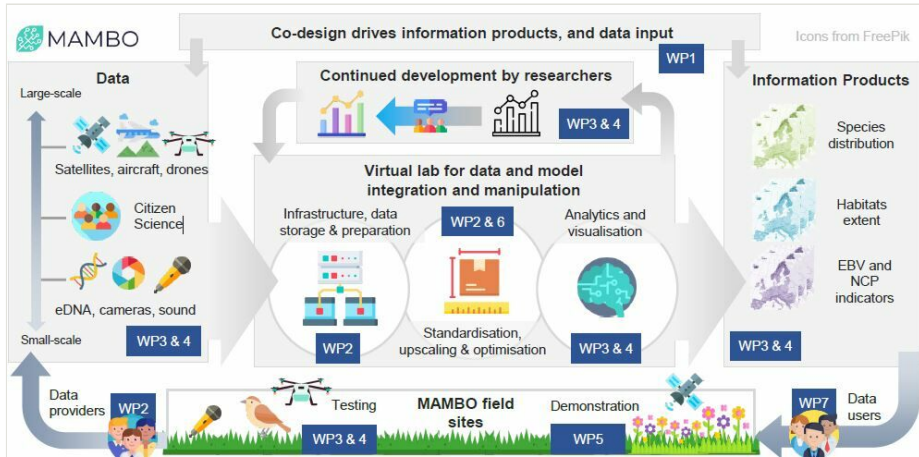 MAMBO
Co-design drives information products, and data input
Icons from FreePik
WP1
Data
Large-scale
Satellites, aircraft, drones
Citizen
Science
eDNA, cameras, sound
Small-scale
WP3 & 4
Continued development by researchers
WP3 & 4
Virtual lab for data and model
integration and manipulation
Infrastructure, data
storage & preparation
WP2
WP2 & 6
Standardisation,
upscaling & optimisation
Analytics and
visualisation
WP3 & 4
Information Products
Species
distribution
Habitats
extent
EBV and
NCP
indicators
WP3 & 4
Data
providers
WP2
Testing
WP3 & 4
MAMBO field
sites
Demonstration
WP5
WP7
Data
users